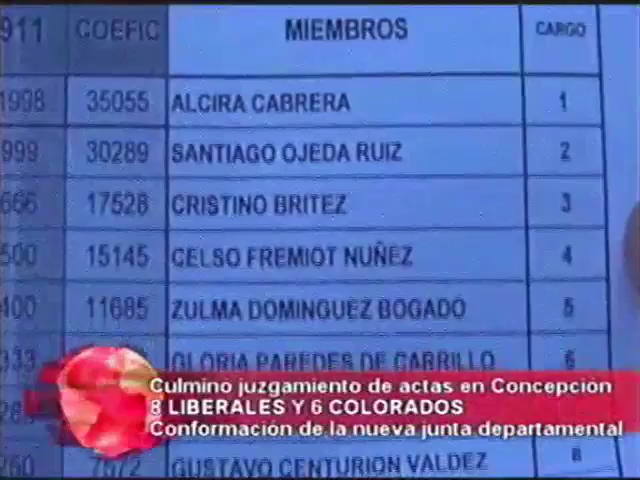 911 COEFIC MIEMBROS CARGO
1998 35055 ALCIRA CABRERA 1
999 30289 SANTIAGO OJEDA RUIZ 2
666 17528 CRISTINO BRITEZ 3
500 15145 CELSO FREMIOT NUÑEZ 4
400 11685 ZULMA DOMINGUEZ BOGADO 5
333 GLORIA PAREDES DE CARRILLO 6
Culmino juzgamiento de actas en Concepción
8 LIBERALES Y 6 COLORADOS
Conformación de la nueva junta departamental
250 7572 GUSTAVO CENTURION VALDEZ 8